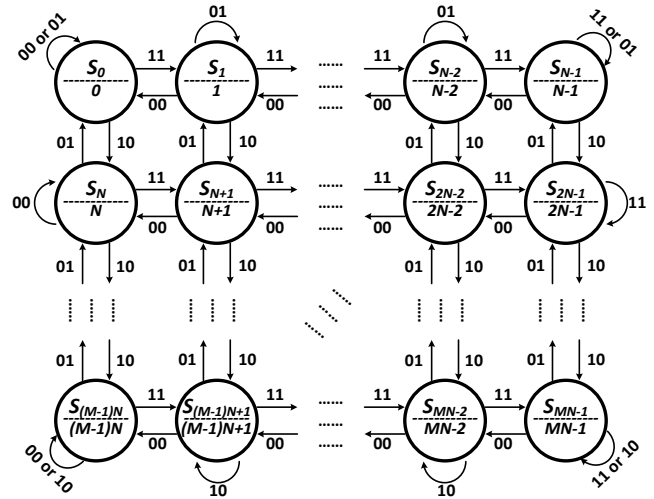 00 or 01 01 01 11 or 01
S0 11 S1 11 ...... 11 SN-2 11 SN-1
0 1 ...... N-2 N-1
00 00 ...... 00 00
01 10 01 10 01 10 01 10
SN 11 SN+1 11 ...... 11 S2N-2 11 S2N-1
00 N N+1 ...... 2N-2 2N-1 11
00 00 ...... 00 00
01 10 01 10 01 10 01 10
...... ...... ...... ...... ...... ......
01 10 01 10 01 10 01 10
S(M-1)N 11 S(M-1)N+1 11 ...... 11 SMN-2 11 SMN-1
(M-1)N (M-1)N+1 ...... MN-2 MN-1
00 00 ...... 00 00
00 or 10 10 10 11 or 10